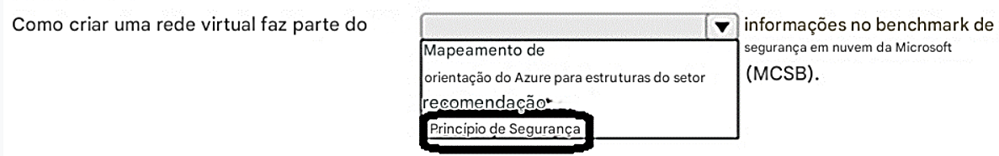 Como criar uma rede virtual faz parte do
Mapeamento de
orientação do Azure para estruturas do setor
recomendação
Princípio de Segurança
informações no benchmark de
segurança em nuvem da Microsoft
(MCSB).